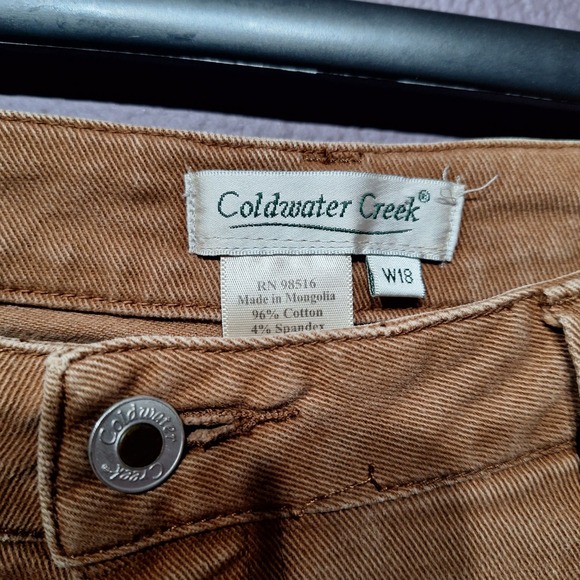 Coldwater Creek®
RN 98516
Made in Mongolia
96% Cotton
4% Spandex
W18
Coldwater
Creek®